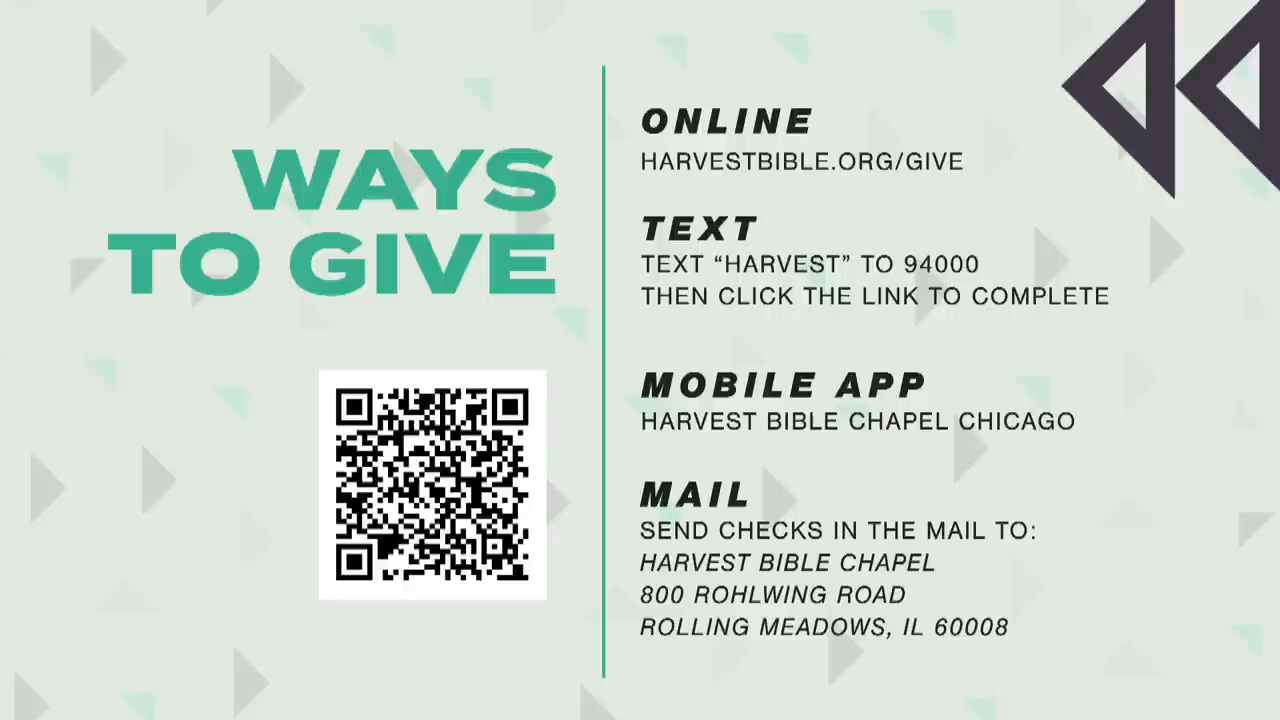 WAYS
TO GIVE
ONLINE
HARVESTBIBLE.ORG/GIVE
TEXT
TEXT “HARVEST” TO 94000
THEN CLICK THE LINK TO COMPLETE
MOBILE APP
HARVEST BIBLE CHAPEL CHICAGO
MAIL
SEND CHECKS IN THE MAIL TO:
HARVEST BIBLE CHAPEL
800 ROHLWING ROAD
ROLLING MEADOWS, IL 60008